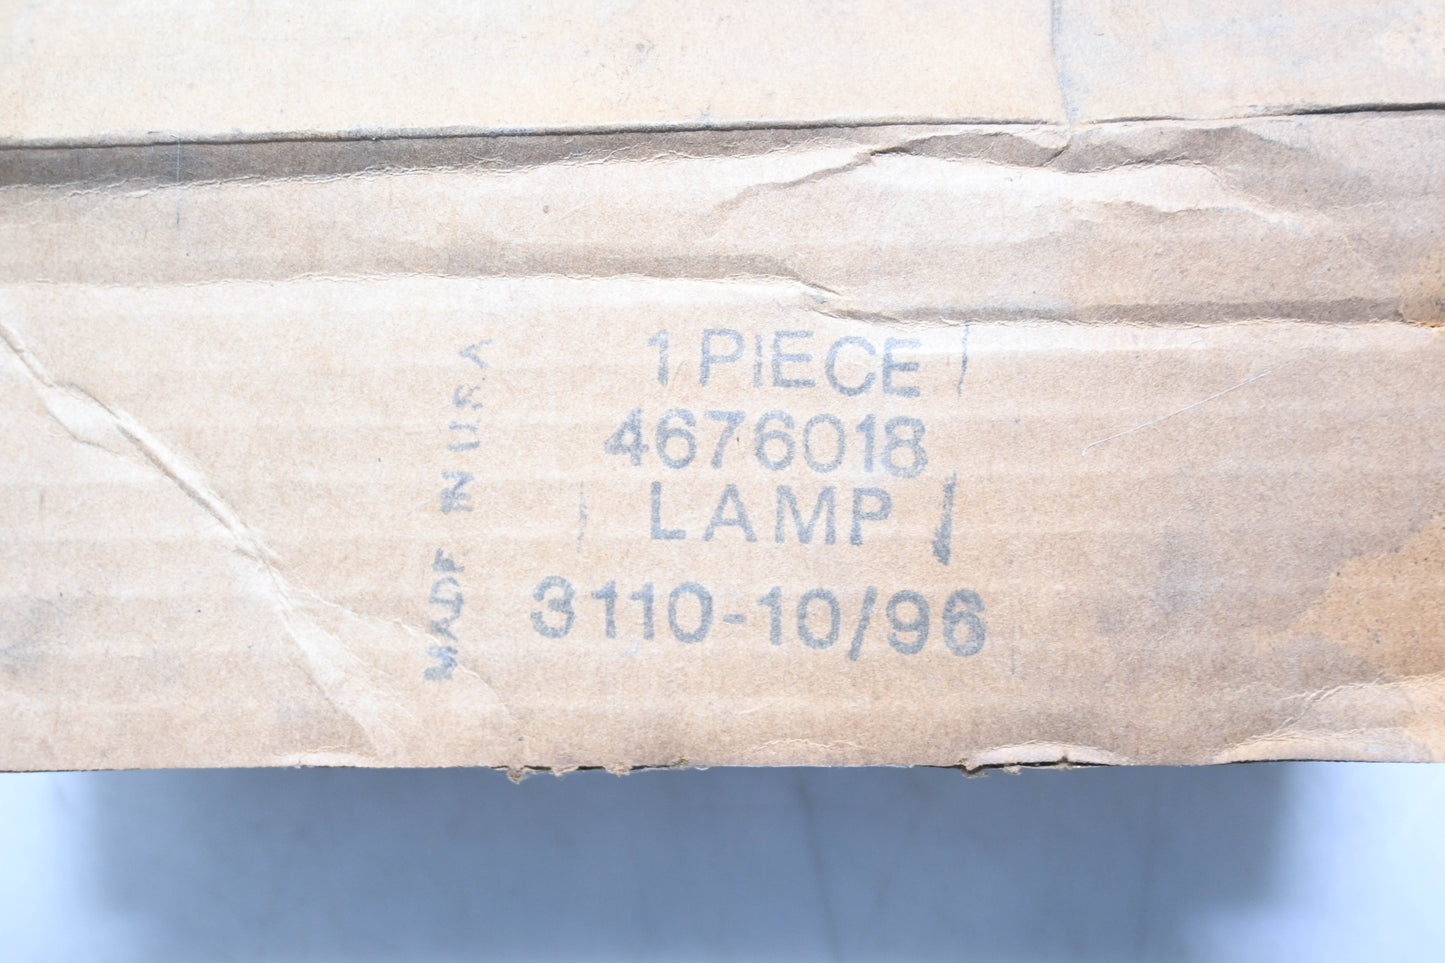 1 PIECE
4676018
LAMP
3110-10/96
MADE IN U.S.A